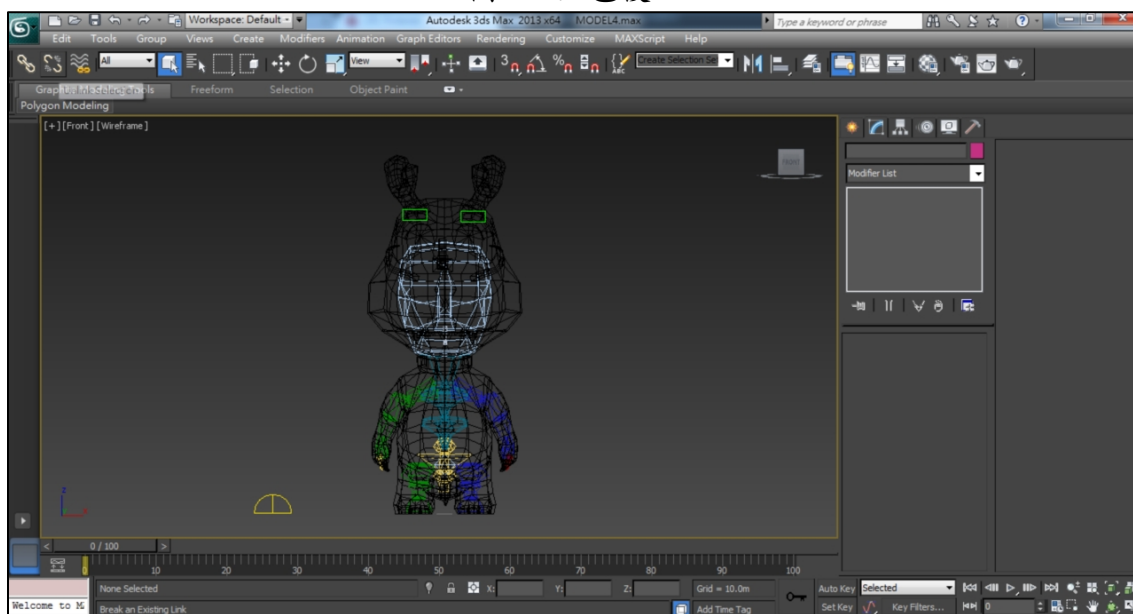 Workspace: Default
Autodesk 3ds Max 2013 x64 MODEL4.max
Type a keyword or phrase
Edit Tools Group Views Create Modifiers Animation Graph Editors Rendering Customize MAXScript Help
All
View
Create Selection Se
Freeform Selection Object Paint
Polygon Modeling
[+][Front][Wireframe]
FRONT
Modifier List
z
x
0 / 100
0 10 20 30 40 50 60 70 80 90 100
None Selected X: Y: Z: Grid = 10.0m Auto Key Selected
Welcome to M Break an Existing Link Add Time Tag Set Key Key Filters... 0